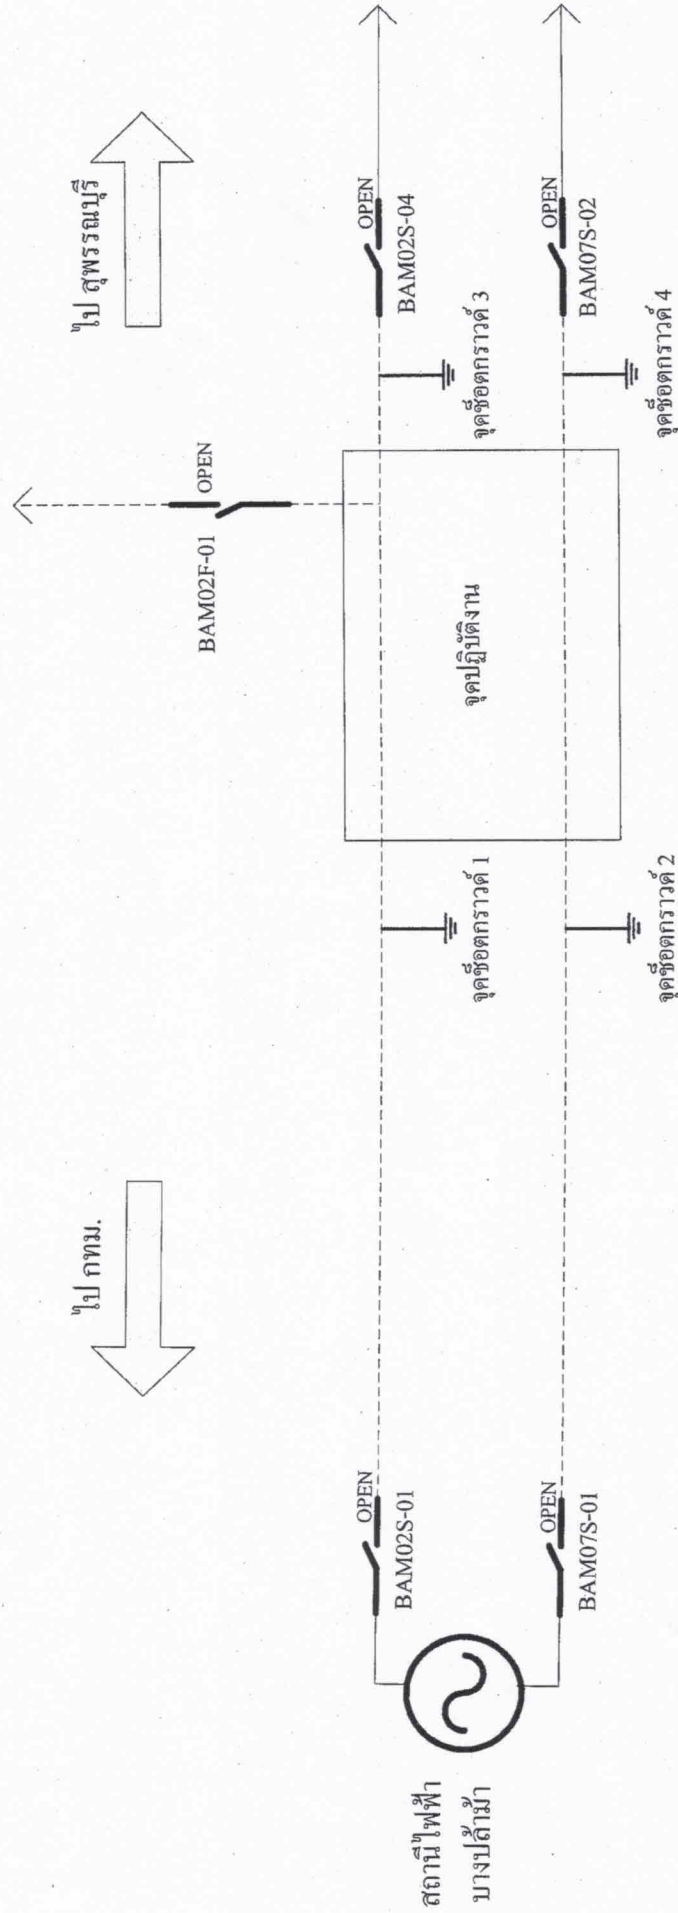 ไป กทม.
ไป สุพรรณบุรี
BAM02F-01
OPEN
OPEN
BAM02S-01
OPEN
BAM02S-04
จุดช็อตกราวด์ 1
จุดช็อตกราวด์ 3
สถานีไฟฟ้า
บางปลาม้า
จุดปฏิบัติงาน
OPEN
BAM07S-01
OPEN
BAM07S-02
จุดช็อตกราวด์ 2
จุดช็อตกราวด์ 4